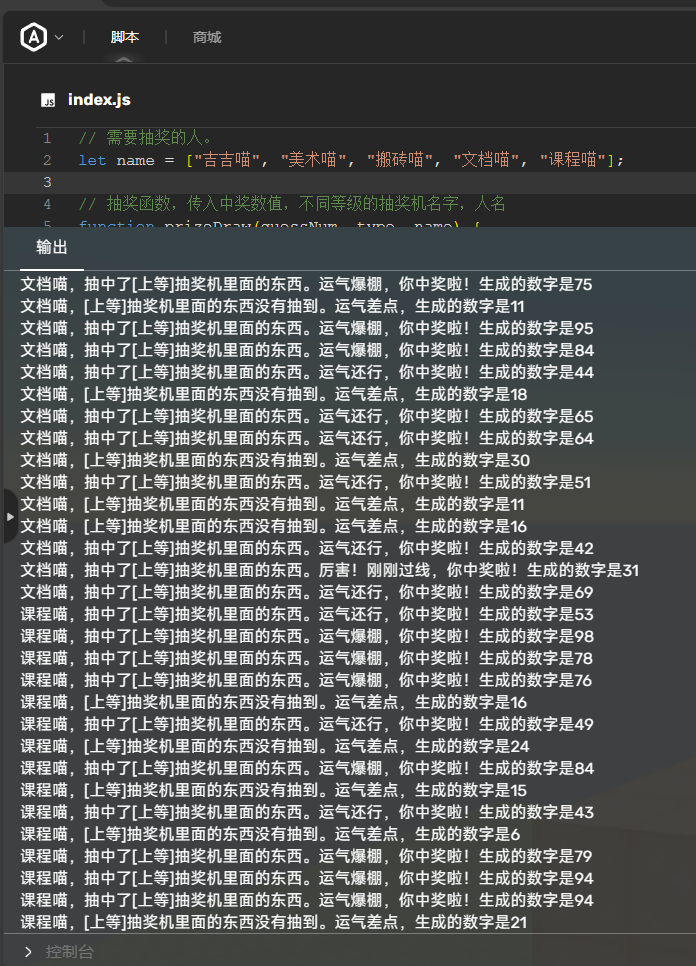 脚本
商城
index.js
1 // 需要抽奖的人。
2 let name = ["吉吉喵", "美术喵", "搬砖喵", "文档喵", "课程喵"];
3
4 // 抽奖函数，传入中奖数值，不同等级的抽奖机名字，人名
5 function prizeDraw(guessNum, type, name) {
输出
文档喵，抽中了[上等]抽奖机里面的东西。运气爆棚，你中奖啦！生成的数字是75
文档喵，[上等]抽奖机里面的东西没有抽到。运气差点，生成的数字是11
文档喵，抽中了[上等]抽奖机里面的东西。运气爆棚，你中奖啦！生成的数字是95
文档喵，抽中了[上等]抽奖机里面的东西。运气爆棚，你中奖啦！生成的数字是84
文档喵，抽中了[上等]抽奖机里面的东西。运气还行，你中奖啦！生成的数字是44
文档喵，[上等]抽奖机里面的东西没有抽到。运气差点，生成的数字是18
文档喵，抽中了[上等]抽奖机里面的东西。运气还行，你中奖啦！生成的数字是65
文档喵，抽中了[上等]抽奖机里面的东西。运气还行，你中奖啦！生成的数字是64
文档喵，[上等]抽奖机里面的东西没有抽到。运气差点，生成的数字是30
文档喵，抽中了[上等]抽奖机里面的东西。运气还行，你中奖啦！生成的数字是51
文档喵，[上等]抽奖机里面的东西没有抽到。运气差点，生成的数字是11
文档喵，[上等]抽奖机里面的东西没有抽到。运气差点，生成的数字是16
文档喵，抽中了[上等]抽奖机里面的东西。运气还行，你中奖啦！生成的数字是42
文档喵，抽中了[上等]抽奖机里面的东西。厉害！刚刚过线，你中奖啦！生成的数字是31
文档喵，抽中了[上等]抽奖机里面的东西。运气还行，你中奖啦！生成的数字是69
课程喵，抽中了[上等]抽奖机里面的东西。运气还行，你中奖啦！生成的数字是53
课程喵，抽中了[上等]抽奖机里面的东西。运气爆棚，你中奖啦！生成的数字是98
课程喵，抽中了[上等]抽奖机里面的东西。运气爆棚，你中奖啦！生成的数字是78
课程喵，抽中了[上等]抽奖机里面的东西。运气爆棚，你中奖啦！生成的数字是76
课程喵，[上等]抽奖机里面的东西没有抽到。运气差点，生成的数字是16
课程喵，抽中了[上等]抽奖机里面的东西。运气还行，你中奖啦！生成的数字是49
课程喵，[上等]抽奖机里面的东西没有抽到。运气差点，生成的数字是24
课程喵，抽中了[上等]抽奖机里面的东西。运气爆棚，你中奖啦！生成的数字是84
课程喵，[上等]抽奖机里面的东西没有抽到。运气差点，生成的数字是15
课程喵，抽中了[上等]抽奖机里面的东西。运气还行，你中奖啦！生成的数字是43
课程喵，[上等]抽奖机里面的东西没有抽到。运气差点，生成的数字是6
课程喵，抽中了[上等]抽奖机里面的东西。运气爆棚，你中奖啦！生成的数字是79
课程喵，抽中了[上等]抽奖机里面的东西。运气爆棚，你中奖啦！生成的数字是94
课程喵，抽中了[上等]抽奖机里面的东西。运气爆棚，你中奖啦！生成的数字是94
课程喵，[上等]抽奖机里面的东西没有抽到。运气差点，生成的数字是21
控制台